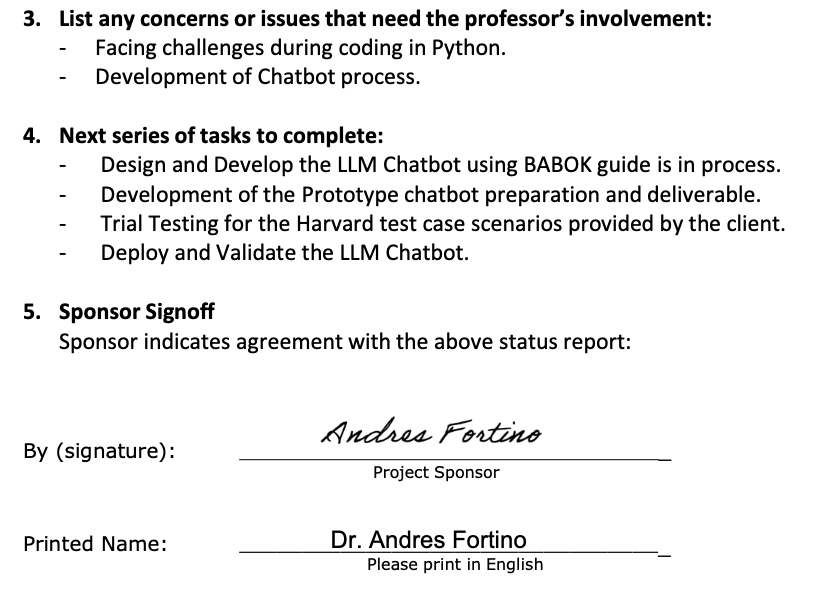 3. List any concerns or issues that need the professor's involvement:
- Facing challenges during coding in Python.
- Development of Chatbot process.
4. Next series of tasks to complete:
- Design and Develop the LLM Chatbot using BABOK guide is in process.
- Development of the Prototype chatbot preparation and deliverable.
- Trial Testing for the Harvard test case scenarios provided by the client.
- Deploy and Validate the LLM Chatbot.
5. Sponsor Signoff
Sponsor indicates agreement with the above status report:
By (signature): Andres Fortino
Project Sponsor
Printed Name: Dr. Andres Fortino
Please print in English